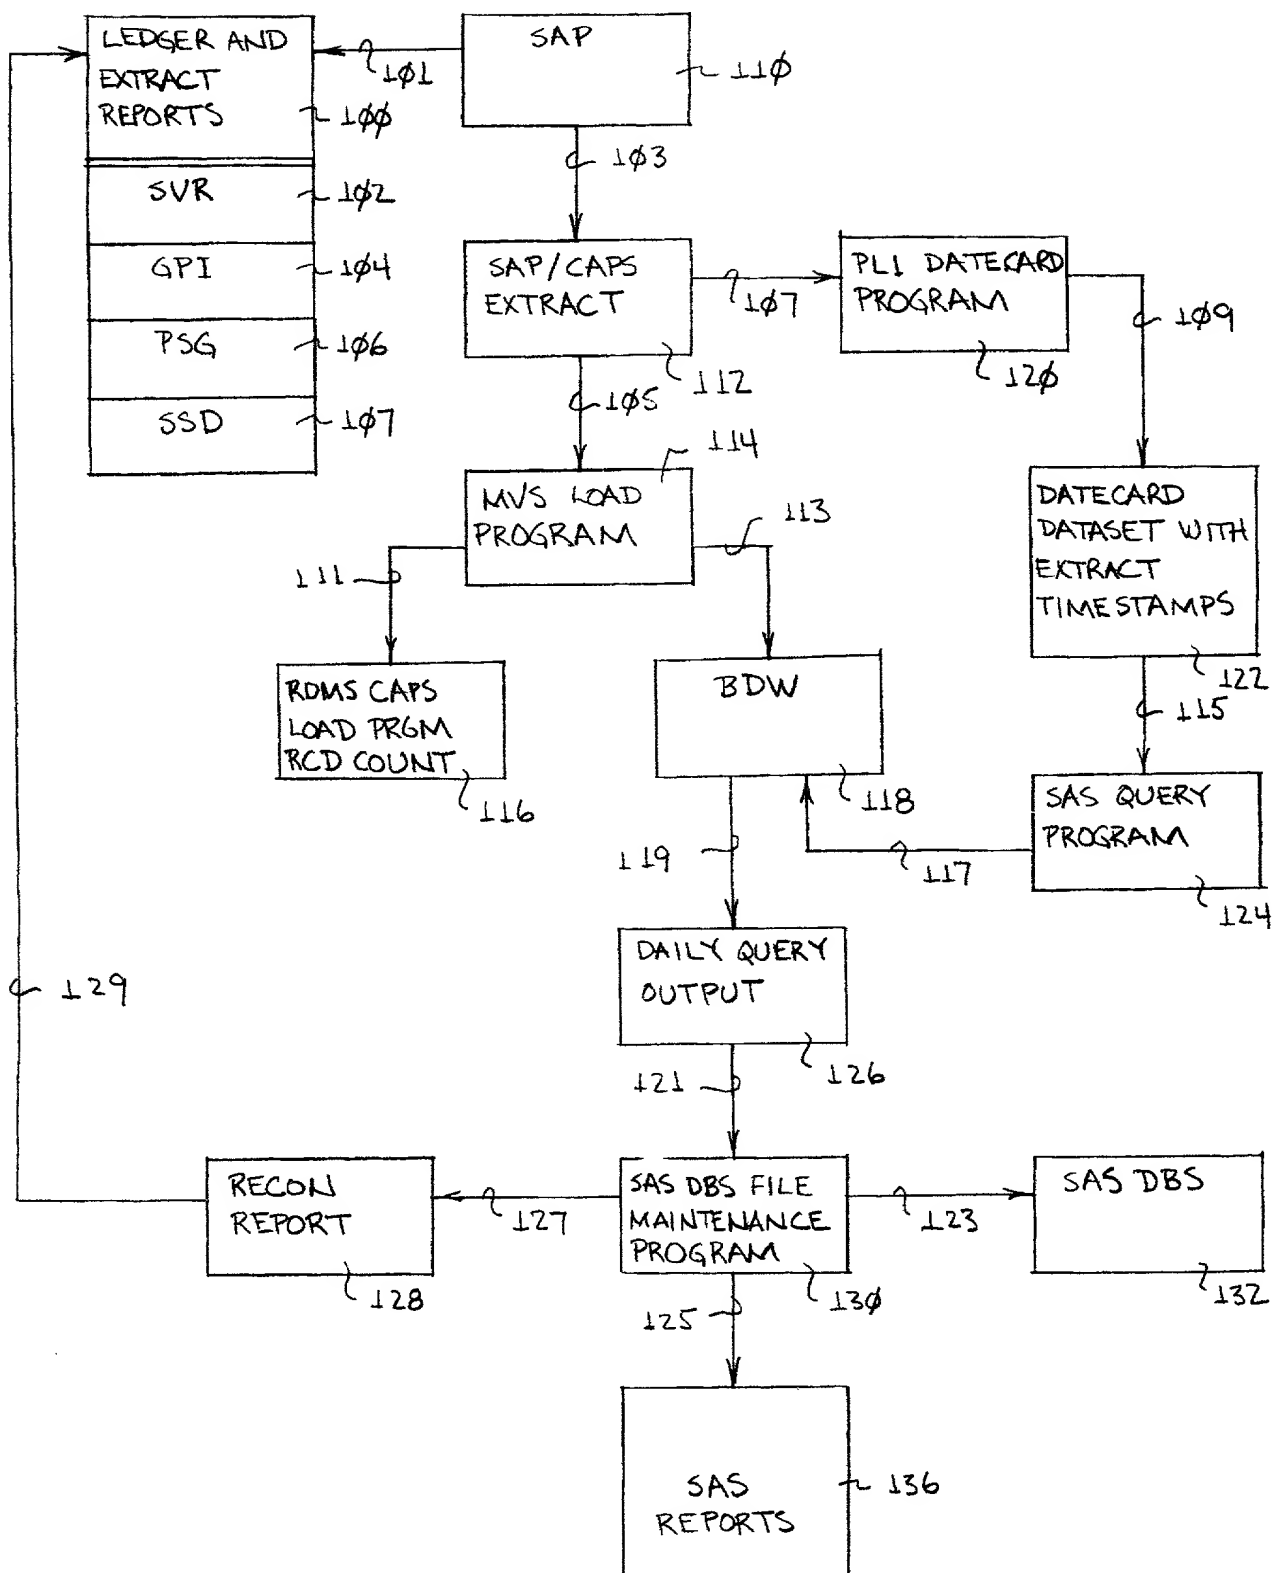 LEDGER AND
EXTRACT
REPORTS
100
101
SAP
110
103
SVR
102
GPI
104
PSG
106
SSD
107
SAP/CAPS
EXTRACT
112
107
PL1 DATECARD
PROGRAM
120
109
105
114
MVS LOAD
PROGRAM
113
111
DATECARD
DATASET WITH
EXTRACT
TIMESTAMPS
122
115
RDMS CAPS
LOAD PRGM
RCD COUNT
116
BDW
118
SAS QUERY
PROGRAM
124
117
119
DAILY QUERY
OUTPUT
126
129
121
RECON
REPORT
128
127
SAS DBS FILE
MAINTENANCE
PROGRAM
130
123
SAS DBS
132
125
SAS
REPORTS
136